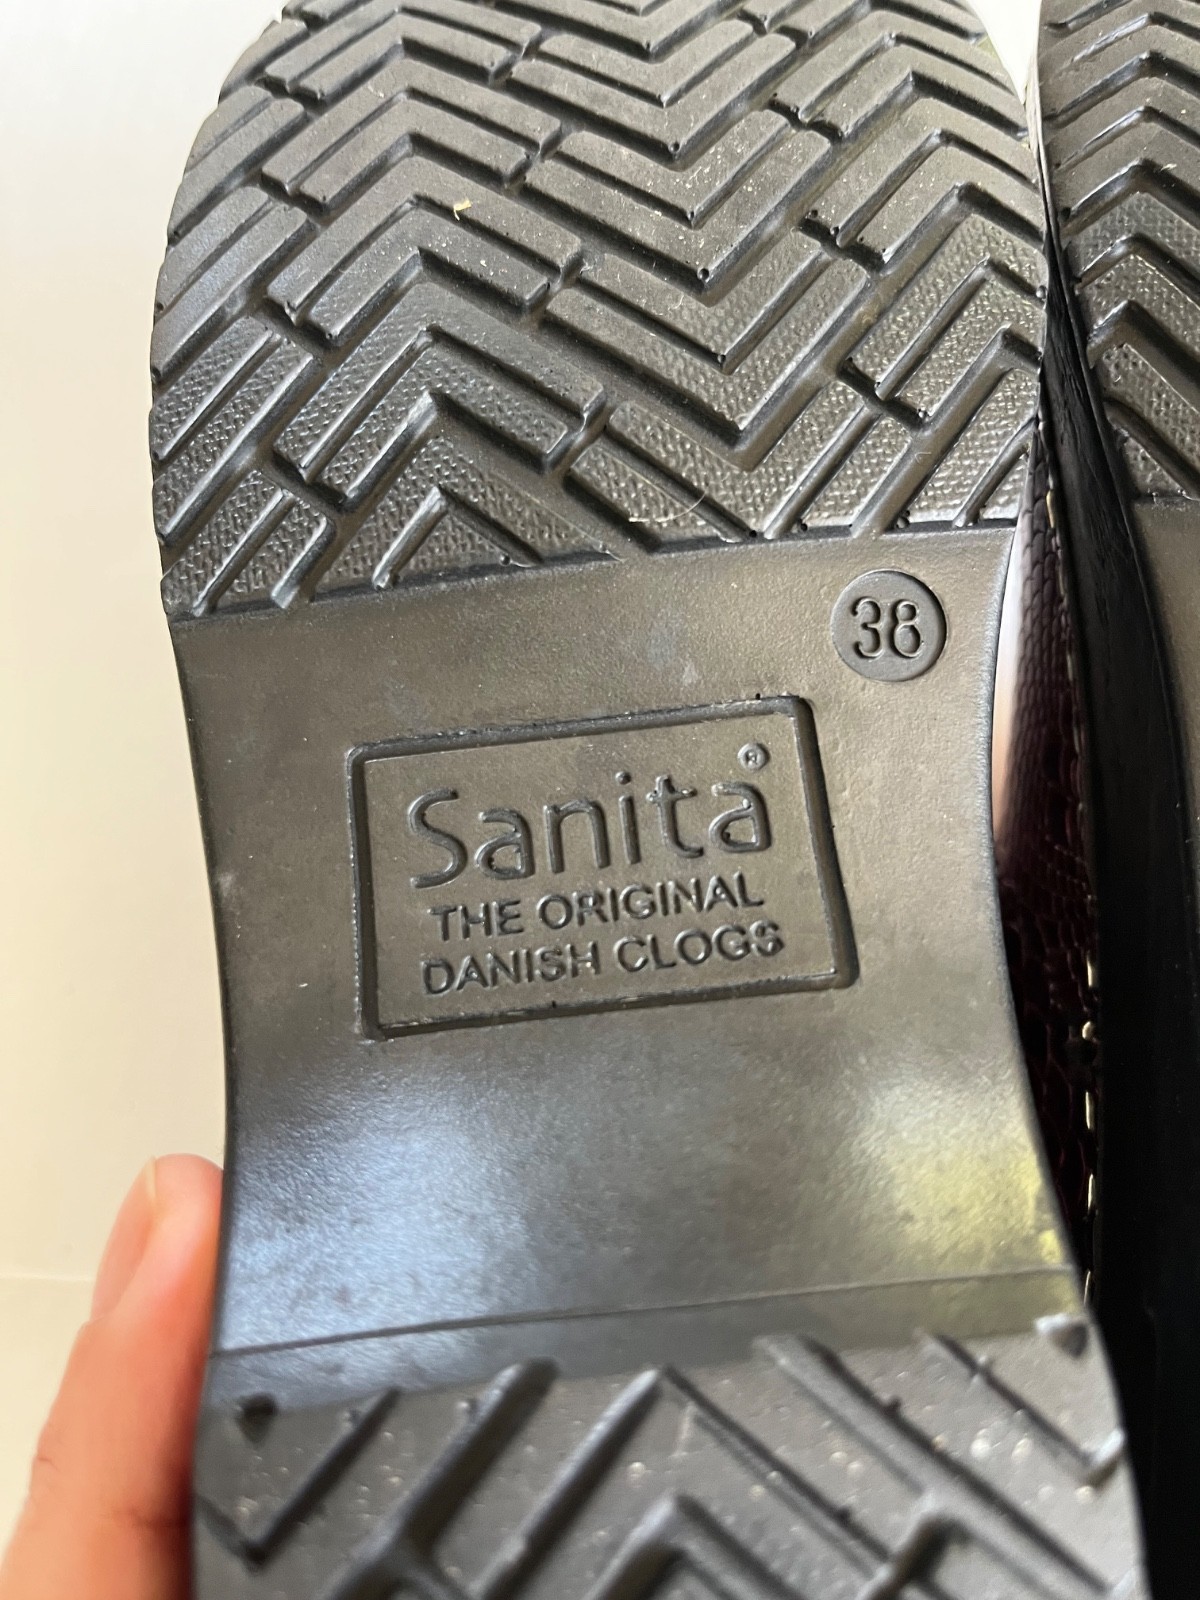 38
Sanita®
THE ORIGINAL
DANISH CLOGS